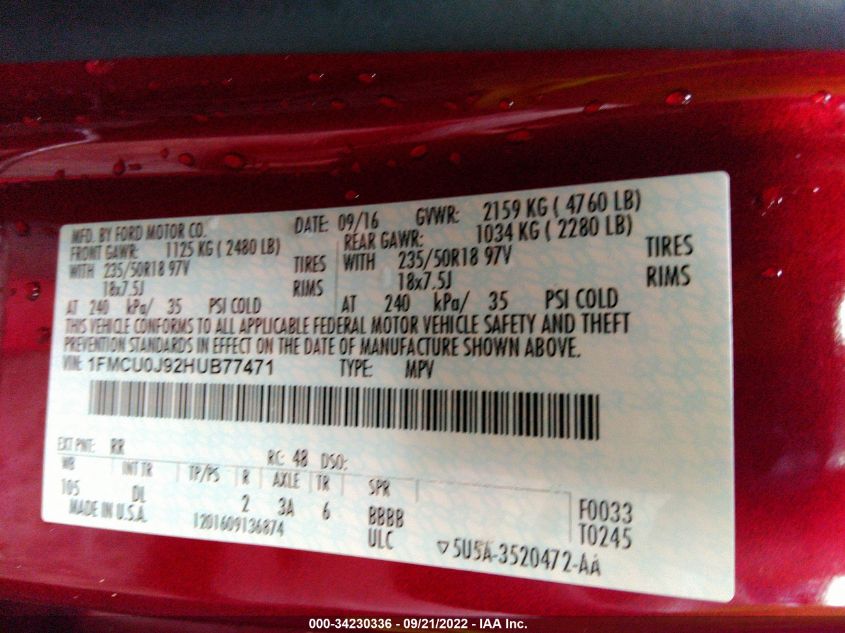 MFD. BY FORD MOTOR CO. DATE: 09/16 GVWR: 2159 KG ( 4760 LB)
FRONT GAWR: 1125 KG ( 2480 LB) REAR GAWR: 1034 KG ( 2280 LB)
WITH 235/50R18 97V TIRES WITH 235/50R18 97V TIRES
18x7.5J RIMS 18x7.5J RIMS
AT 240 kPa/ 35 PSI COLD AT 240 kPa/ 35 PSI COLD
THIS VEHICLE CONFORMS TO ALL APPLICABLE FEDERAL MOTOR VEHICLE SAFETY AND THEFT
PREVENTION STANDARDS IN EFFECT ON THE DATE OF MANUFACTURE SHOWN ABOVE.
VIN: 1FMCU0J92HUB77471 TYPE: MPV
EXT PNT: RR RC: 48 DSO:
WB INT TR TP/PS R AXLE TR SPR
105 DL 2 3A 6 BBBB F0033
MADE IN U.S.A. 1201609136874 ULC T0245
▽5U5A-3520472-AA
000-34230336 - 09/21/2022 - IAA Inc.